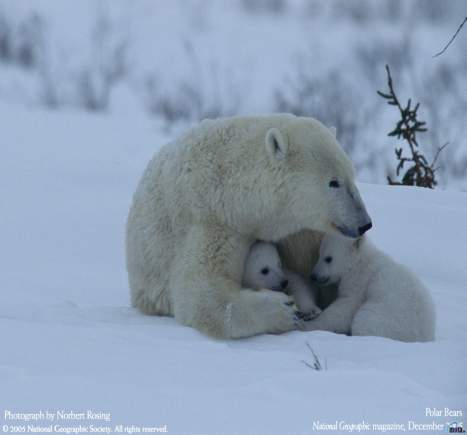 Photograph by Norbert Rosing
© 2005 National Geographic Society. All rights reserved.
Polar Bears
National Geographic magazine, December